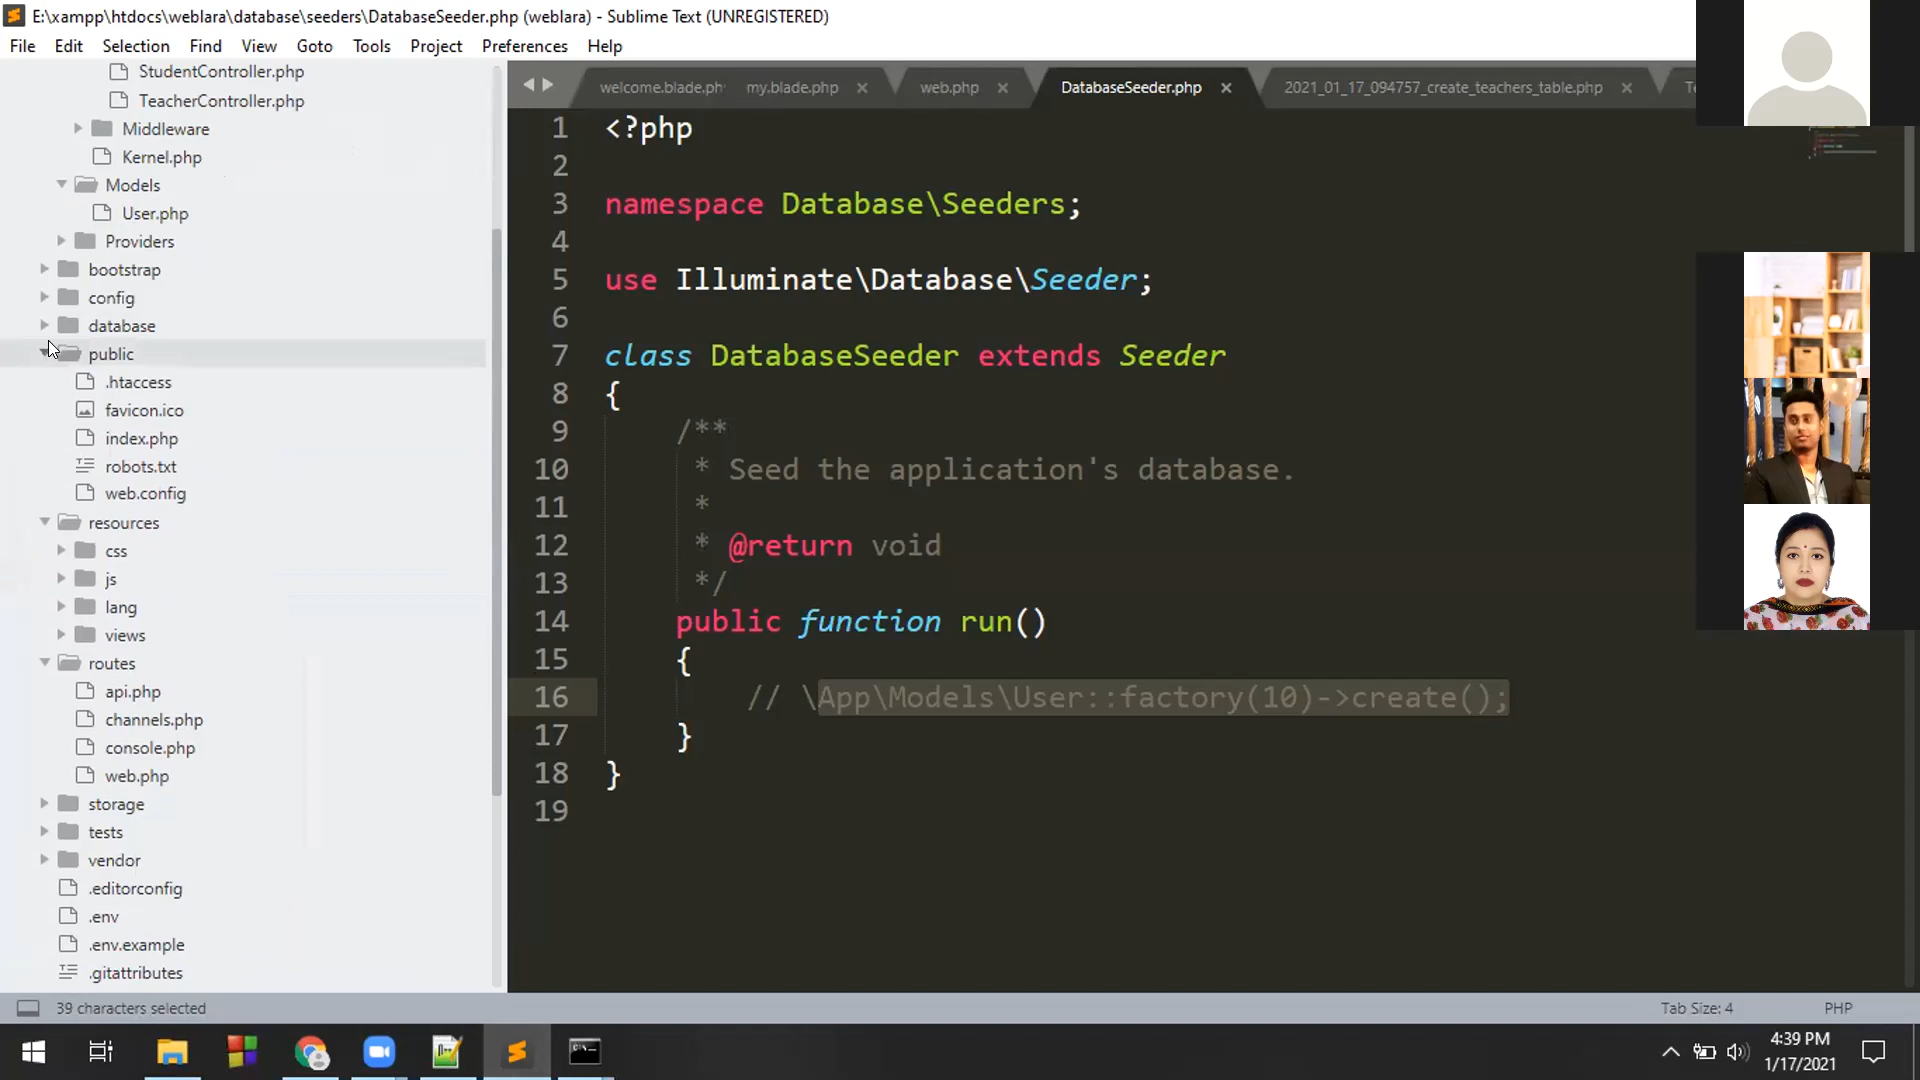 E:\xampp\htdocs\weblara\database\seeders\DatabaseSeeder.php (weblara) - Sublime Text (UNREGISTERED)
File Edit Selection Find View Goto Tools Project Preferences Help
StudentController.php
TeacherController.php
Middleware
Kernel.php
Models
User.php
Providers
bootstrap
config
database
public
.htaccess
favicon.ico
index.php
robots.txt
web.config
resources
css
js
lang
views
routes
api.php
channels.php
console.php
web.php
storage
tests
vendor
.editorconfig
.env
.env.example
.gitattributes
welcome.blade.ph my.blade.php web.php DatabaseSeeder.php 2021_01_17_094757_create_teachers_table.php
1 <?php
2
3 namespace Database\Seeders;
4
5 use Illuminate\Database\Seeder;
6
7 class DatabaseSeeder extends Seeder
8 {
9 /**
10 * Seed the application's database.
11 *
12 * @return void
13 */
14 public function run()
15 {
16 // \App\Models\User::factory(10)->create();
17 }
18 }
19
39 characters selected Tab Size: 4 PHP
4:39 PM
1/17/2021